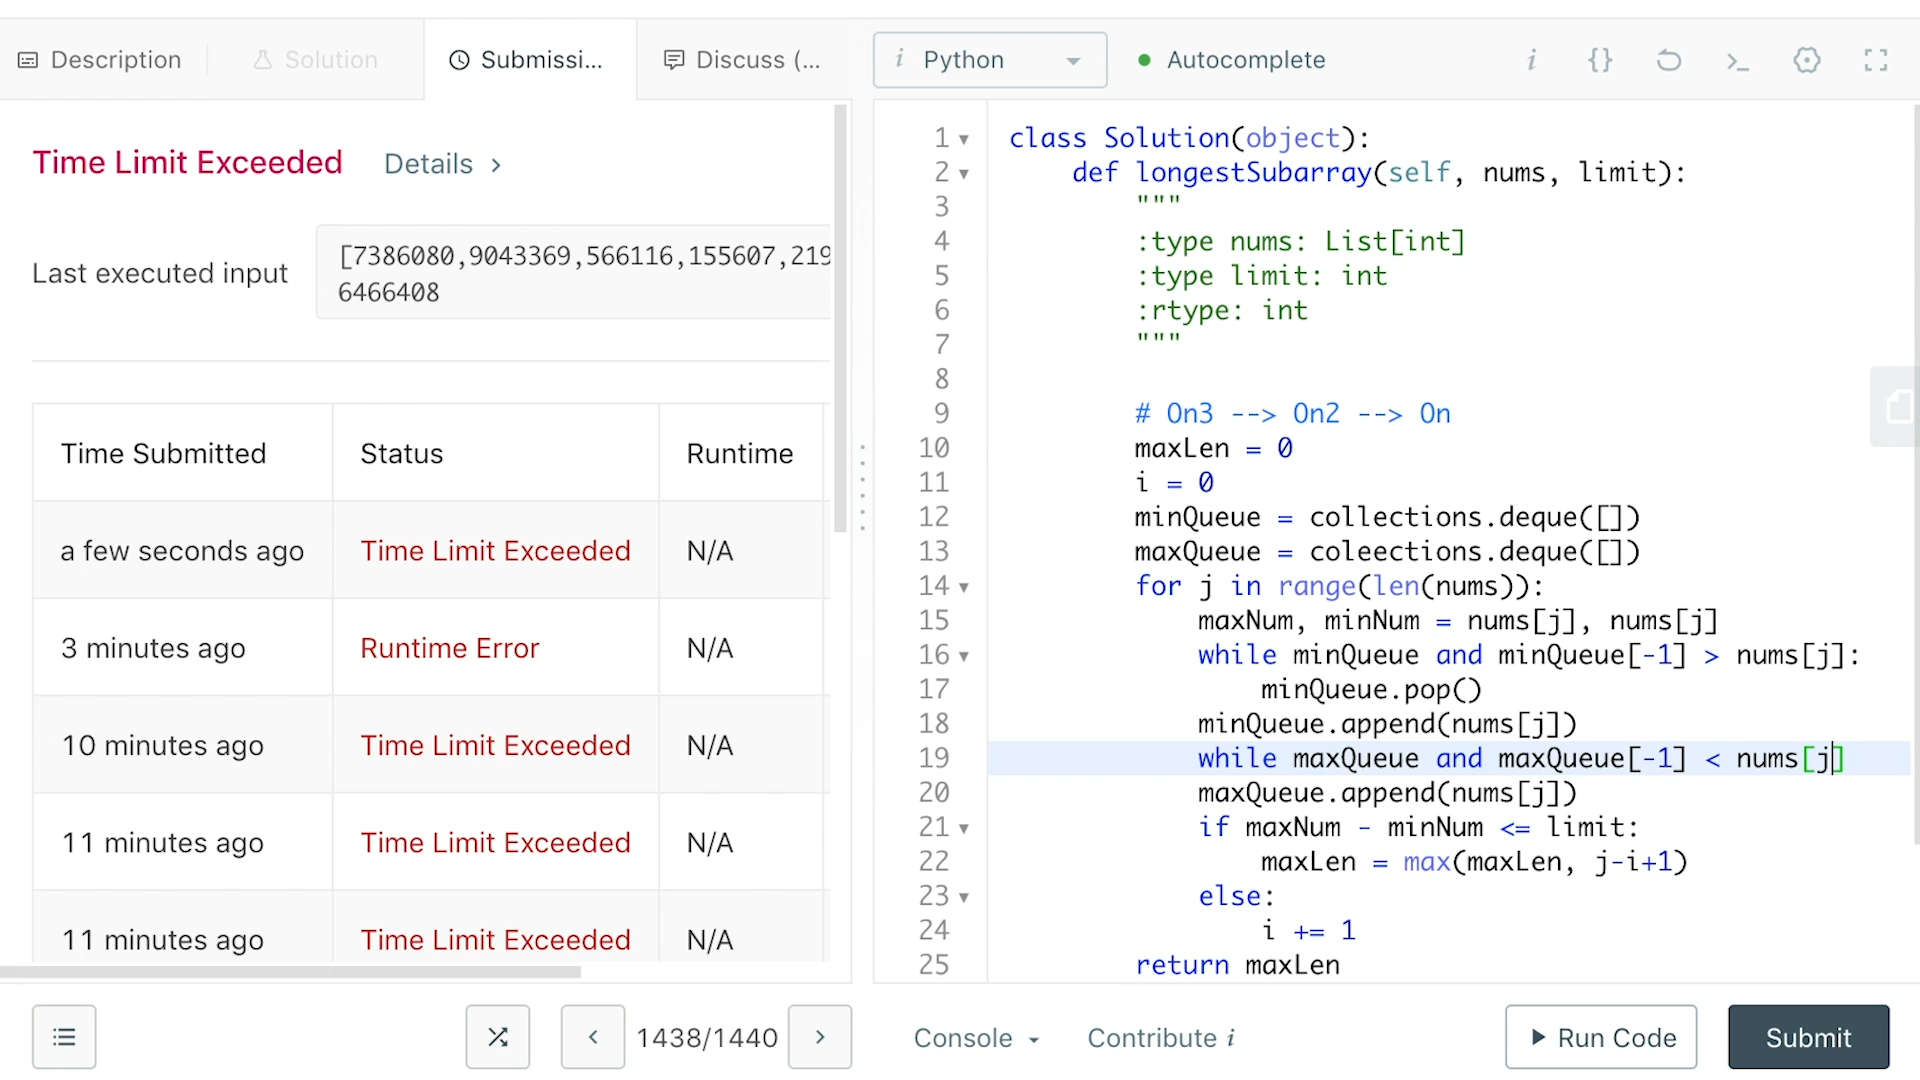 Description
Solution
Submissi...
Discuss (...
i Python
Autocomplete
i {}
Time Limit Exceeded Details >
Last executed input
[7386080,9043369,566116,155607,219
6466408
Time Submitted Status Runtime
a few seconds ago Time Limit Exceeded N/A
3 minutes ago Runtime Error N/A
10 minutes ago Time Limit Exceeded N/A
11 minutes ago Time Limit Exceeded N/A
11 minutes ago Time Limit Exceeded N/A
1 class Solution(object):
2 def longestSubarray(self, nums, limit):
3 """
4 :type nums: List[int]
5 :type limit: int
6 :rtype: int
7 """
8
9 # On3 --> On2 --> On
10 maxLen = 0
11 i = 0
12 minQueue = collections.deque([])
13 maxQueue = coleections.deque([])
14 for j in range(len(nums)):
15 maxNum, minNum = nums[j], nums[j]
16 while minQueue and minQueue[-1] > nums[j]:
17 minQueue.pop()
18 minQueue.append(nums[j])
19 while maxQueue and maxQueue[-1] < nums[j]
20 maxQueue.append(nums[j])
21 if maxNum - minNum <= limit:
22 maxLen = max(maxLen, j-i+1)
23 else:
24 i += 1
25 return maxLen
< 1438/1440 >
Console
Contribute i
Run Code
Submit